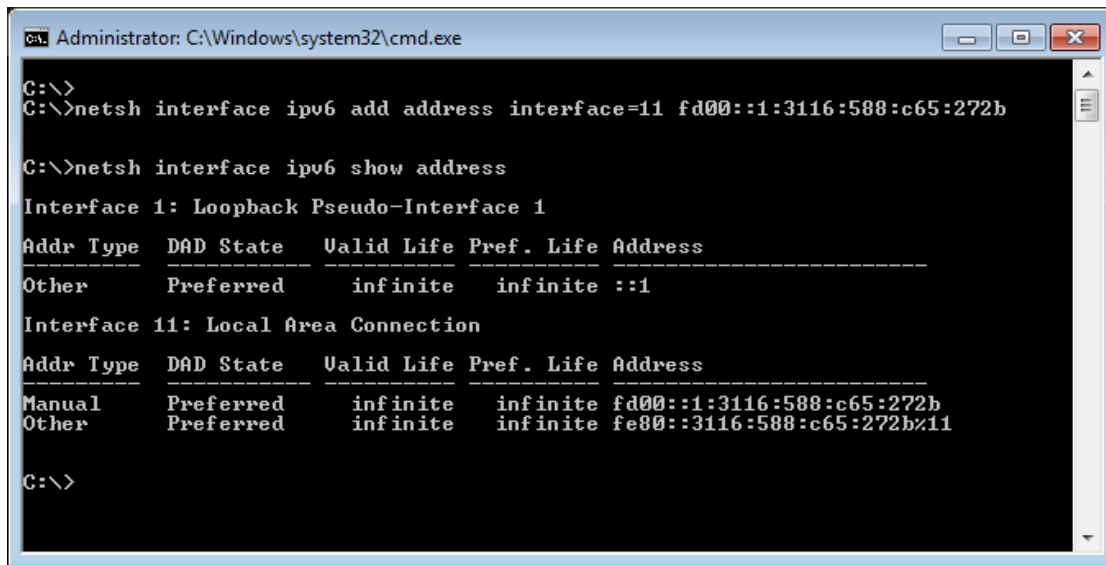 Administrator: C:\Windows\system32\cmd.exe
C:\>
C:\>netsh interface ipv6 add address interface=11 fd00::1:3116:588:c65:272b
C:\>netsh interface ipv6 show address
Interface 1: Loopback Pseudo-Interface 1
Addr Type  DAD State   Valid Life Pref. Life Address
---------  ----------- ---------- ---------- ------------------------
Other      Preferred     infinite   infinite ::1
Interface 11: Local Area Connection
Addr Type  DAD State   Valid Life Pref. Life Address
---------  ----------- ---------- ---------- ------------------------
Manual     Preferred     infinite   infinite fd00::1:3116:588:c65:272b
Other      Preferred     infinite   infinite fe80::3116:588:c65:272b%11
C:\>